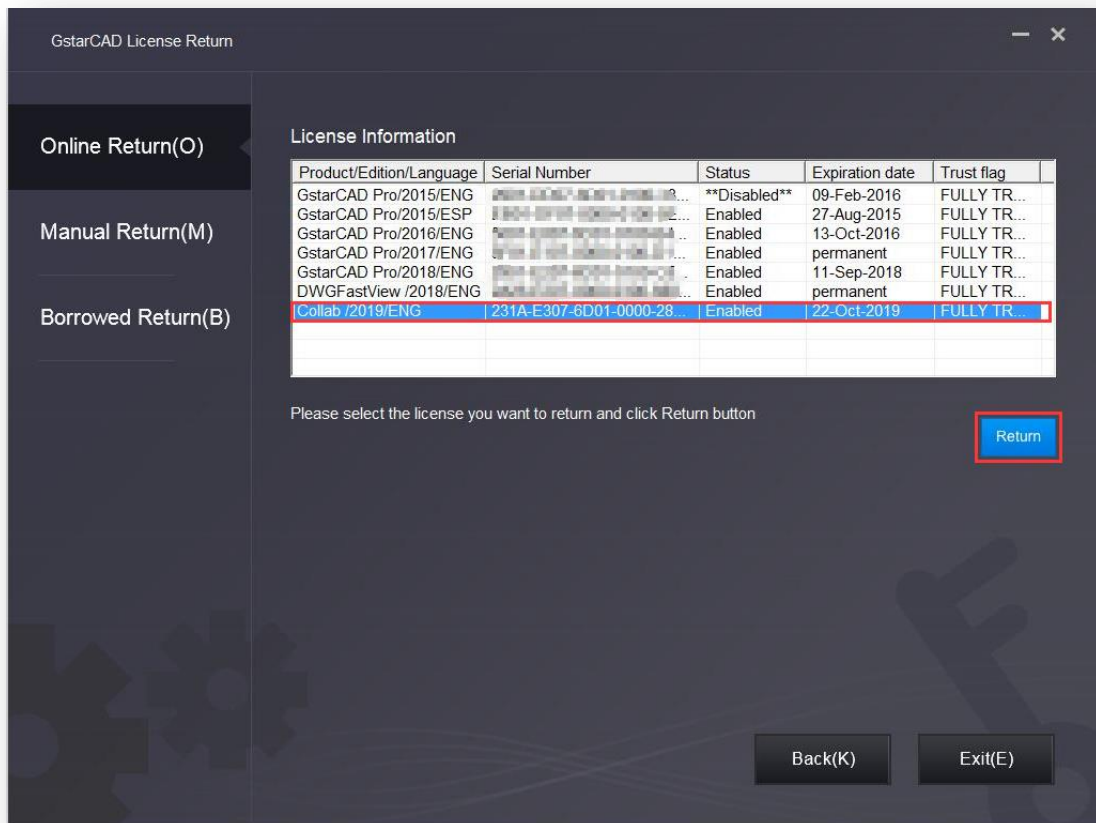 GstarCAD License Return
Online Return(O)
Manual Return(M)
Borrowed Return(B)
License Information
Product/Edition/Language Serial Number Status Expiration date Trust flag
GstarCAD Pro/2015/ENG **Disabled** 09-Feb-2016 FULLY TR...
GstarCAD Pro/2015/ESP Enabled 27-Aug-2015 FULLY TR...
GstarCAD Pro/2016/ENG Enabled 13-Oct-2016 FULLY TR...
GstarCAD Pro/2017/ENG Enabled permanent FULLY TR...
GstarCAD Pro/2018/ENG Enabled 11-Sep-2018 FULLY TR...
DWGFastView /2018/ENG Enabled permanent FULLY TR...
Collab /2019/ENG 231A-E307-6D01-0000-28... Enabled 22-Oct-2019 FULLY TR...
Please select the license you want to return and click Return button
Return
Back(K)
Exit(E)